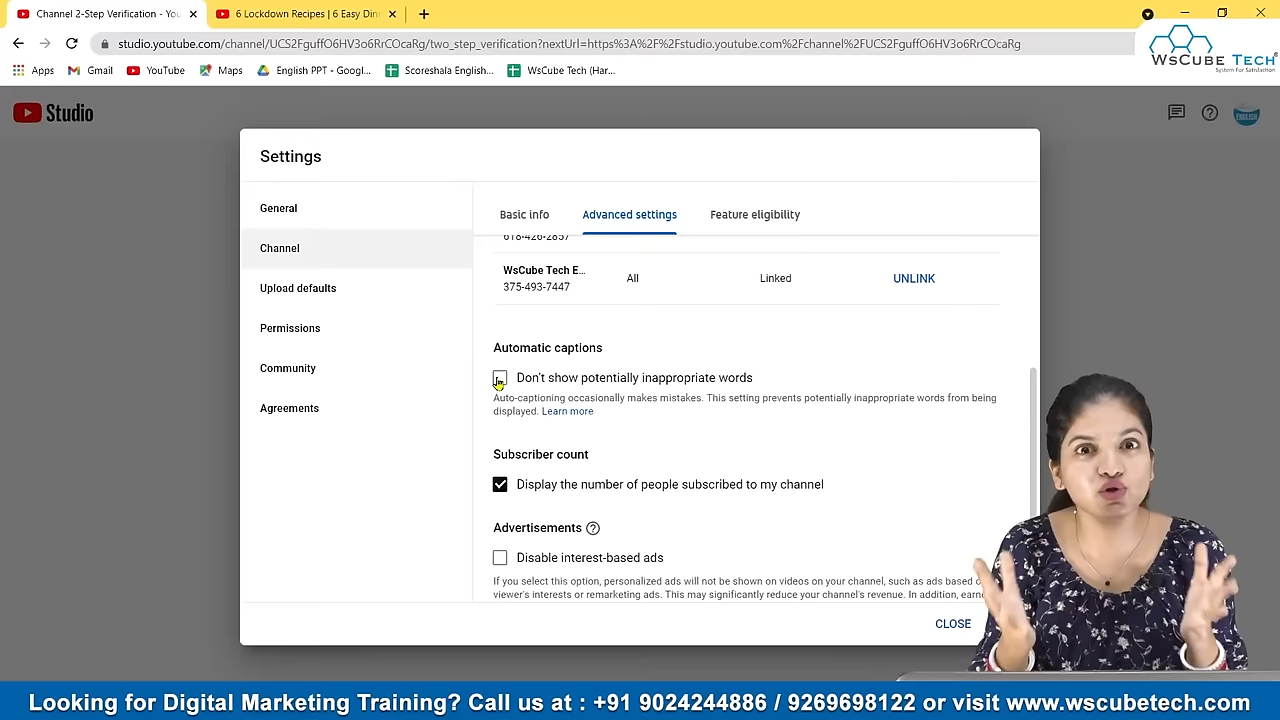 Channel 2-Step Verification - You
6 Lockdown Recipes | 6 Easy Din
studio.youtube.com/channel/UCS2FguffO6HV3o6RrCOcaRg/two_step_verification?nextUrl=https%3A%2F%2Fstudio.youtube.com%2Fchannel%2FUCS2FguffO6HV3o6RrCOcaRg
Apps
Gmail
YouTube
Maps
English PPT - Googl...
Scoreshala English...
WsCube Tech (Har...
WsCube Tech®
System For Satisfaction
Studio
ENGLISH
Settings
General
Channel
Upload defaults
Permissions
Community
Agreements
Basic info
Advanced settings
Feature eligibility
618-426-2857
WsCube Tech E...
375-493-7447
All
Linked
UNLINK
Automatic captions
Don't show potentially inappropriate words
Auto-captioning occasionally makes mistakes. This setting prevents potentially inappropriate words from being
displayed. Learn more
Subscriber count
Display the number of people subscribed to my channel
Advertisements
Disable interest-based ads
If you select this option, personalized ads will not be shown on videos on your channel, such as ads based o
viewer's interests or remarketing ads. This may significantly reduce your channel's revenue. In addition, earn
CLOSE
Looking for Digital Marketing Training? Call us at : +91 9024244886 / 9269698122 or visit www.wscubetech.com